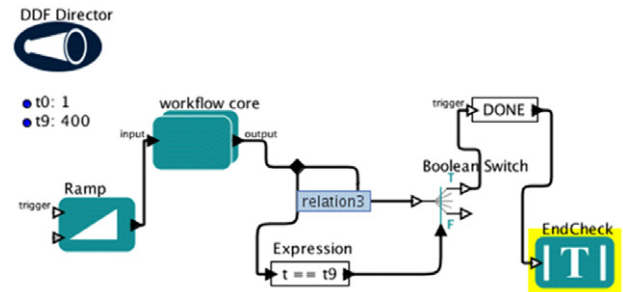 DDF Director
t0: 1
t9: 400
workflow core
input
output
trigger
DONE
Boolean Switch
T
F
relation3
Ramp
trigger
Expression
t == t9
EndCheck
T